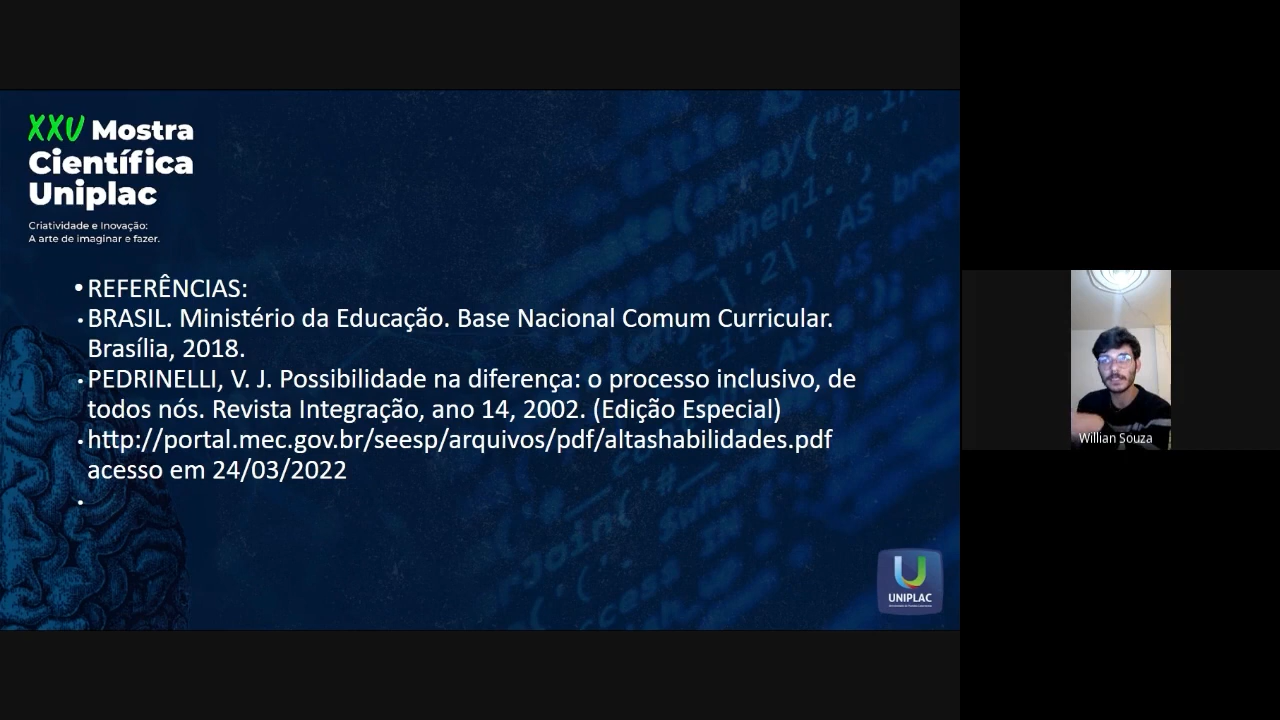 XXV Mostra
Científica
Uniplac
Criatividade e Inovação:
A arte de imaginar e fazer.
• REFERÊNCIAS:
• BRASIL. Ministério da Educação. Base Nacional Comum Curricular.
Brasília, 2018.
• PEDRINELLI, V. J. Possibilidade na diferença: o processo inclusivo, de
todos nós. Revista Integração, ano 14, 2002. (Edição Especial)
• http://portal.mec.gov.br/seesp/arquivos/pdf/altashabilidades.pdf
acesso em 24/03/2022
•
UNIPLAC
Willian Souza